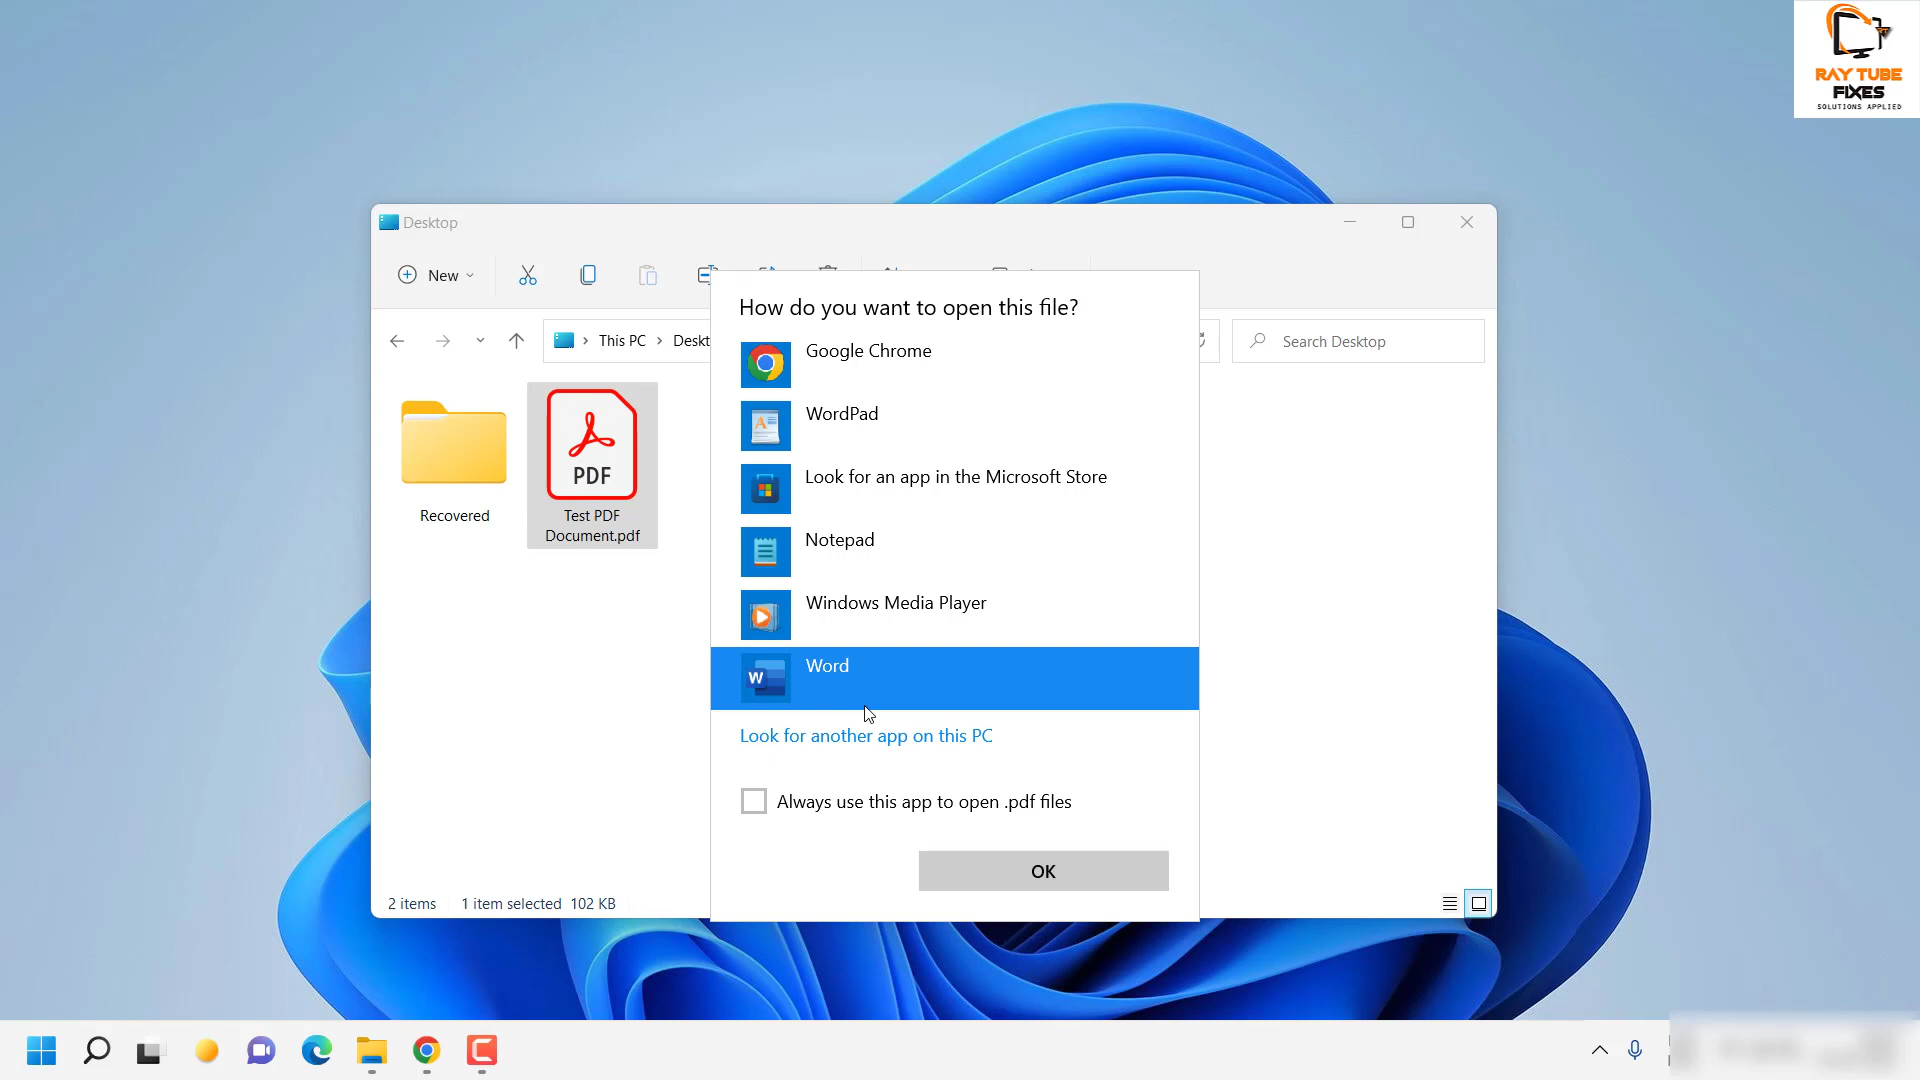 RAY TUBE
FIXES
SOLUTIONS APPLIED
Desktop
New
This PC
Deskt
Search Desktop
Recovered
PDF
Test PDF
Document.pdf
How do you want to open this file?
Google Chrome
WordPad
Look for an app in the Microsoft Store
Notepad
Windows Media Player
W
Word
Look for another app on this PC
Always use this app to open .pdf files
OK
2 items 1 item selected 102 KB